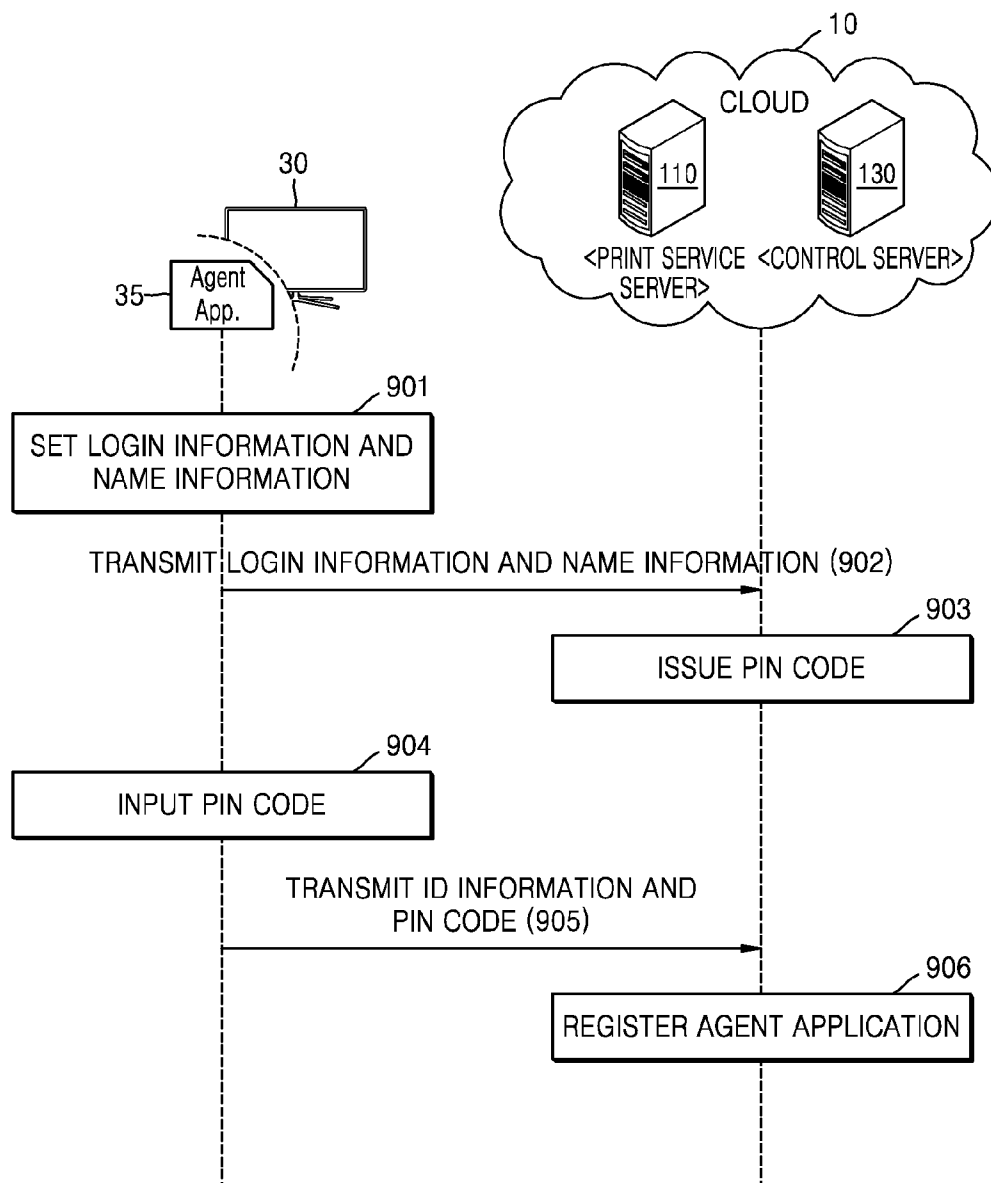 10
CLOUD
110
130
<PRINT SERVICE
SERVER>
<CONTROL SERVER>
30
35
Agent
App.
901
SET LOGIN INFORMATION AND
NAME INFORMATION
TRANSMIT LOGIN INFORMATION AND NAME INFORMATION (902)
903
ISSUE PIN CODE
904
INPUT PIN CODE
TRANSMIT ID INFORMATION AND
PIN CODE (905)
906
REGISTER AGENT APPLICATION